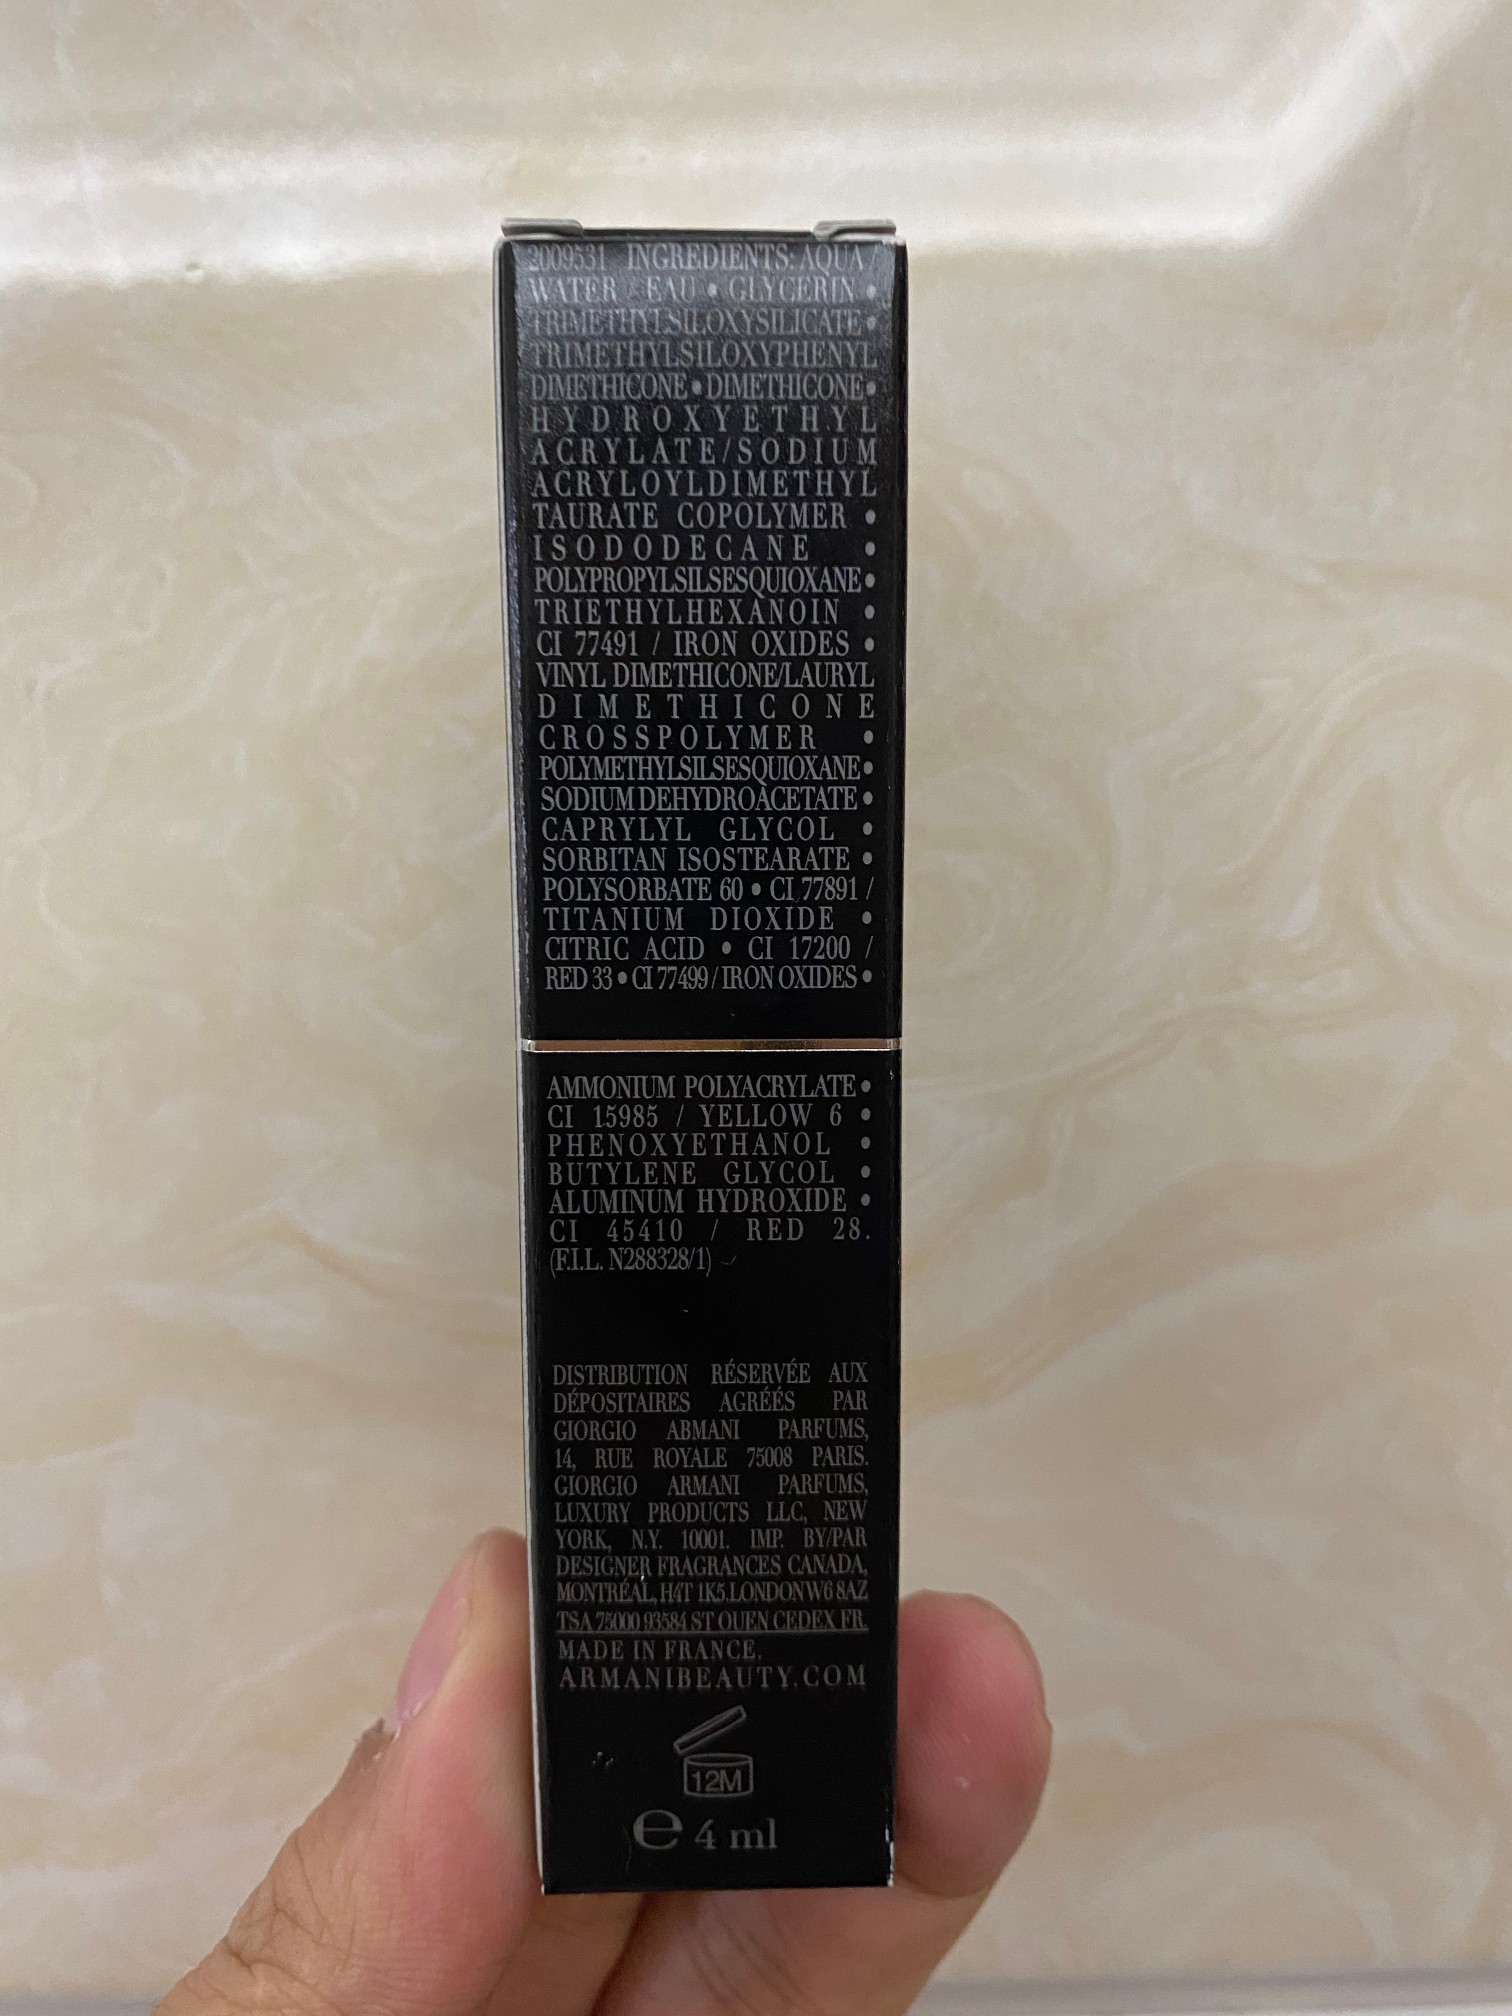 2009531 INGREDIENTS: AQUA /
WATER / EAU • GLYCERIN •
TRIMETHYLSILOXYSILICATE •
TRIMETHYLSILOXYPHENYL
DIMETHICONE • DIMETHICONE •
HYDROXYETHYL
ACRYLATE/SODIUM
ACRYLOYLDIMETHYL
TAURATE COPOLYMER •
ISODODECANE •
POLYPROPYLSILSESQUIOXANE •
TRIETHYLHEXANOIN •
CI 77491 / IRON OXIDES •
VINYL DIMETHICONE/LAURYL
DIMETHICONE
CROSSPOLYMER •
POLYMETHYLSILSESQUIOXANE •
SODIUM DEHYDROACETATE •
CAPRYLYL GLYCOL •
SORBITAN ISOSTEARATE •
POLYSORBATE 60 • CI 77891 /
TITANIUM DIOXIDE •
CITRIC ACID • CI 17200 /
RED 33 • CI 77499 / IRON OXIDES •
AMMONIUM POLYACRYLATE •
CI 15985 / YELLOW 6 •
PHENOXYETHANOL •
BUTYLENE GLYCOL •
ALUMINUM HYDROXIDE •
CI 45410 / RED 28.
(F.I.L. N288328/1)
DISTRIBUTION RÉSERVÉE AUX
DÉPOSITAIRES AGRÉÉS PAR
GIORGIO ABMANI PARFUMS,
14, RUE ROYALE 75008 PARIS.
GIORGIO ARMANI PARFUMS,
LUXURY PRODUCTS LLC, NEW
YORK, N.Y. 10001. IMP. BY/PAR
DESIGNER FRAGRANCES CANADA,
MONTRÉAL, H4T 1K5. LONDON W6 8AZ
TSA 75000 93584 ST OUEN CEDEX FR.
MADE IN FRANCE.
ARMANIBEAUTY.COM
12M
e 4 ml